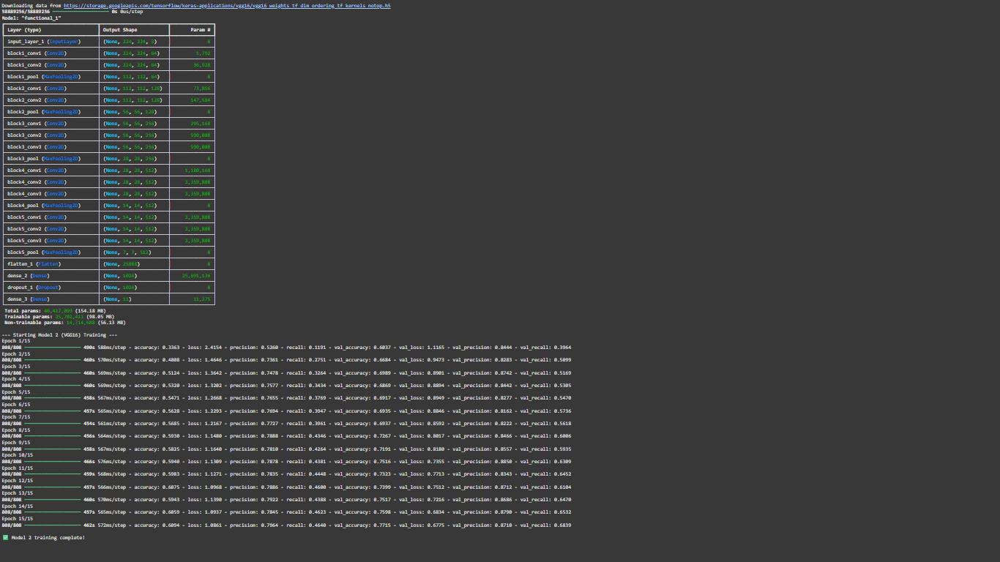 Downloading data from https://storage.googleapis.com/tensorflow/keras-applications/vgg16/vgg16_weights_tf_dim_ordering_tf_kernels_notop.h5
58889256/58889256 0s 0us/step
Model: "functional_1"
Layer (type) Output Shape Param #
input_layer_1 (InputLayer) (None, 224, 224, 3) 0
block1_conv1 (Conv2D) (None, 224, 224, 64) 1,792
block1_conv2 (Conv2D) (None, 224, 224, 64) 36,928
block1_pool (MaxPooling2D) (None, 112, 112, 64) 0
block2_conv1 (Conv2D) (None, 112, 112, 128) 73,856
block2_conv2 (Conv2D) (None, 112, 112, 128) 147,584
block2_pool (MaxPooling2D) (None, 56, 56, 128) 0
block3_conv1 (Conv2D) (None, 56, 56, 256) 295,168
block3_conv2 (Conv2D) (None, 56, 56, 256) 590,080
block3_conv3 (Conv2D) (None, 56, 56, 256) 590,080
block3_pool (MaxPooling2D) (None, 28, 28, 256) 0
block4_conv1 (Conv2D) (None, 28, 28, 512) 1,180,160
block4_conv2 (Conv2D) (None, 28, 28, 512) 2,359,808
block4_conv3 (Conv2D) (None, 28, 28, 512) 2,359,808
block4_pool (MaxPooling2D) (None, 14, 14, 512) 0
block5_conv1 (Conv2D) (None, 14, 14, 512) 2,359,808
block5_conv2 (Conv2D) (None, 14, 14, 512) 2,359,808
block5_conv3 (Conv2D) (None, 14, 14, 512) 2,359,808
block5_pool (MaxPooling2D) (None, 7, 7, 512) 0
flatten_1 (Flatten) (None, 25088) 0
dense_2 (Dense) (None, 1024) 25,691,136
dropout_1 (Dropout) (None, 1024) 0
dense_3 (Dense) (None, 11) 11,275
Total params: 40,417,099 (154.18 MB)
Trainable params: 25,702,411 (98.05 MB)
Non-trainable params: 14,714,688 (56.13 MB)
--- Starting Model 2 (VGG16) Training ---
Epoch 1/15
808/808 490s 588ms/step - accuracy: 0.3363 - loss: 2.4154 - precision: 0.5260 - recall: 0.1191 - val_accuracy: 0.6037 - val_loss: 1.1165 - val_precision: 0.8444 - val_recall: 0.3964
Epoch 2/15
808/808 460s 570ms/step - accuracy: 0.4808 - loss: 1.4646 - precision: 0.7361 - recall: 0.2751 - val_accuracy: 0.6684 - val_loss: 0.9473 - val_precision: 0.8283 - val_recall: 0.5099
Epoch 3/15
808/808 460s 569ms/step - accuracy: 0.5124 - loss: 1.3642 - precision: 0.7478 - recall: 0.3264 - val_accuracy: 0.6989 - val_loss: 0.8901 - val_precision: 0.8742 - val_recall: 0.5169
Epoch 4/15
808/808 460s 569ms/step - accuracy: 0.5320 - loss: 1.3202 - precision: 0.7577 - recall: 0.3434 - val_accuracy: 0.6869 - val_loss: 0.8894 - val_precision: 0.8442 - val_recall: 0.5305
Epoch 5/15
808/808 458s 567ms/step - accuracy: 0.5471 - loss: 1.2668 - precision: 0.7655 - recall: 0.3769 - val_accuracy: 0.6917 - val_loss: 0.8949 - val_precision: 0.8277 - val_recall: 0.5470
Epoch 6/15
808/808 457s 565ms/step - accuracy: 0.5628 - loss: 1.2293 - precision: 0.7694 - recall: 0.3947 - val_accuracy: 0.6935 - val_loss: 0.8846 - val_precision: 0.8162 - val_recall: 0.5736
Epoch 7/15
808/808 454s 561ms/step - accuracy: 0.5685 - loss: 1.2167 - precision: 0.7727 - recall: 0.3961 - val_accuracy: 0.6937 - val_loss: 0.8592 - val_precision: 0.8222 - val_recall: 0.5618
Epoch 8/15
808/808 456s 564ms/step - accuracy: 0.5930 - loss: 1.1480 - precision: 0.7888 - recall: 0.4346 - val_accuracy: 0.7267 - val_loss: 0.8017 - val_precision: 0.8466 - val_recall: 0.6006
Epoch 9/15
808/808 458s 567ms/step - accuracy: 0.5825 - loss: 1.1640 - precision: 0.7810 - recall: 0.4264 - val_accuracy: 0.7191 - val_loss: 0.8180 - val_precision: 0.8557 - val_recall: 0.5935
Epoch 10/15
808/808 466s 576ms/step - accuracy: 0.5940 - loss: 1.1309 - precision: 0.7878 - recall: 0.4381 - val_accuracy: 0.7516 - val_loss: 0.7355 - val_precision: 0.8850 - val_recall: 0.6309
Epoch 11/15
808/808 459s 568ms/step - accuracy: 0.5983 - loss: 1.1271 - precision: 0.7835 - recall: 0.4448 - val_accuracy: 0.7323 - val_loss: 0.7713 - val_precision: 0.8343 - val_recall: 0.6452
Epoch 12/15
808/808 457s 566ms/step - accuracy: 0.6075 - loss: 1.0968 - precision: 0.7886 - recall: 0.4600 - val_accuracy: 0.7399 - val_loss: 0.7512 - val_precision: 0.8712 - val_recall: 0.6104
Epoch 13/15
808/808 460s 570ms/step - accuracy: 0.5943 - loss: 1.1390 - precision: 0.7922 - recall: 0.4388 - val_accuracy: 0.7517 - val_loss: 0.7216 - val_precision: 0.8686 - val_recall: 0.6470
Epoch 14/15
808/808 457s 565ms/step - accuracy: 0.6059 - loss: 1.0937 - precision: 0.7845 - recall: 0.4623 - val_accuracy: 0.7598 - val_loss: 0.6834 - val_precision: 0.8790 - val_recall: 0.6532
Epoch 15/15
808/808 462s 572ms/step - accuracy: 0.6094 - loss: 1.0861 - precision: 0.7964 - recall: 0.4640 - val_accuracy: 0.7715 - val_loss: 0.6775 - val_precision: 0.8710 - val_recall: 0.6839
✅ Model 2 training complete!